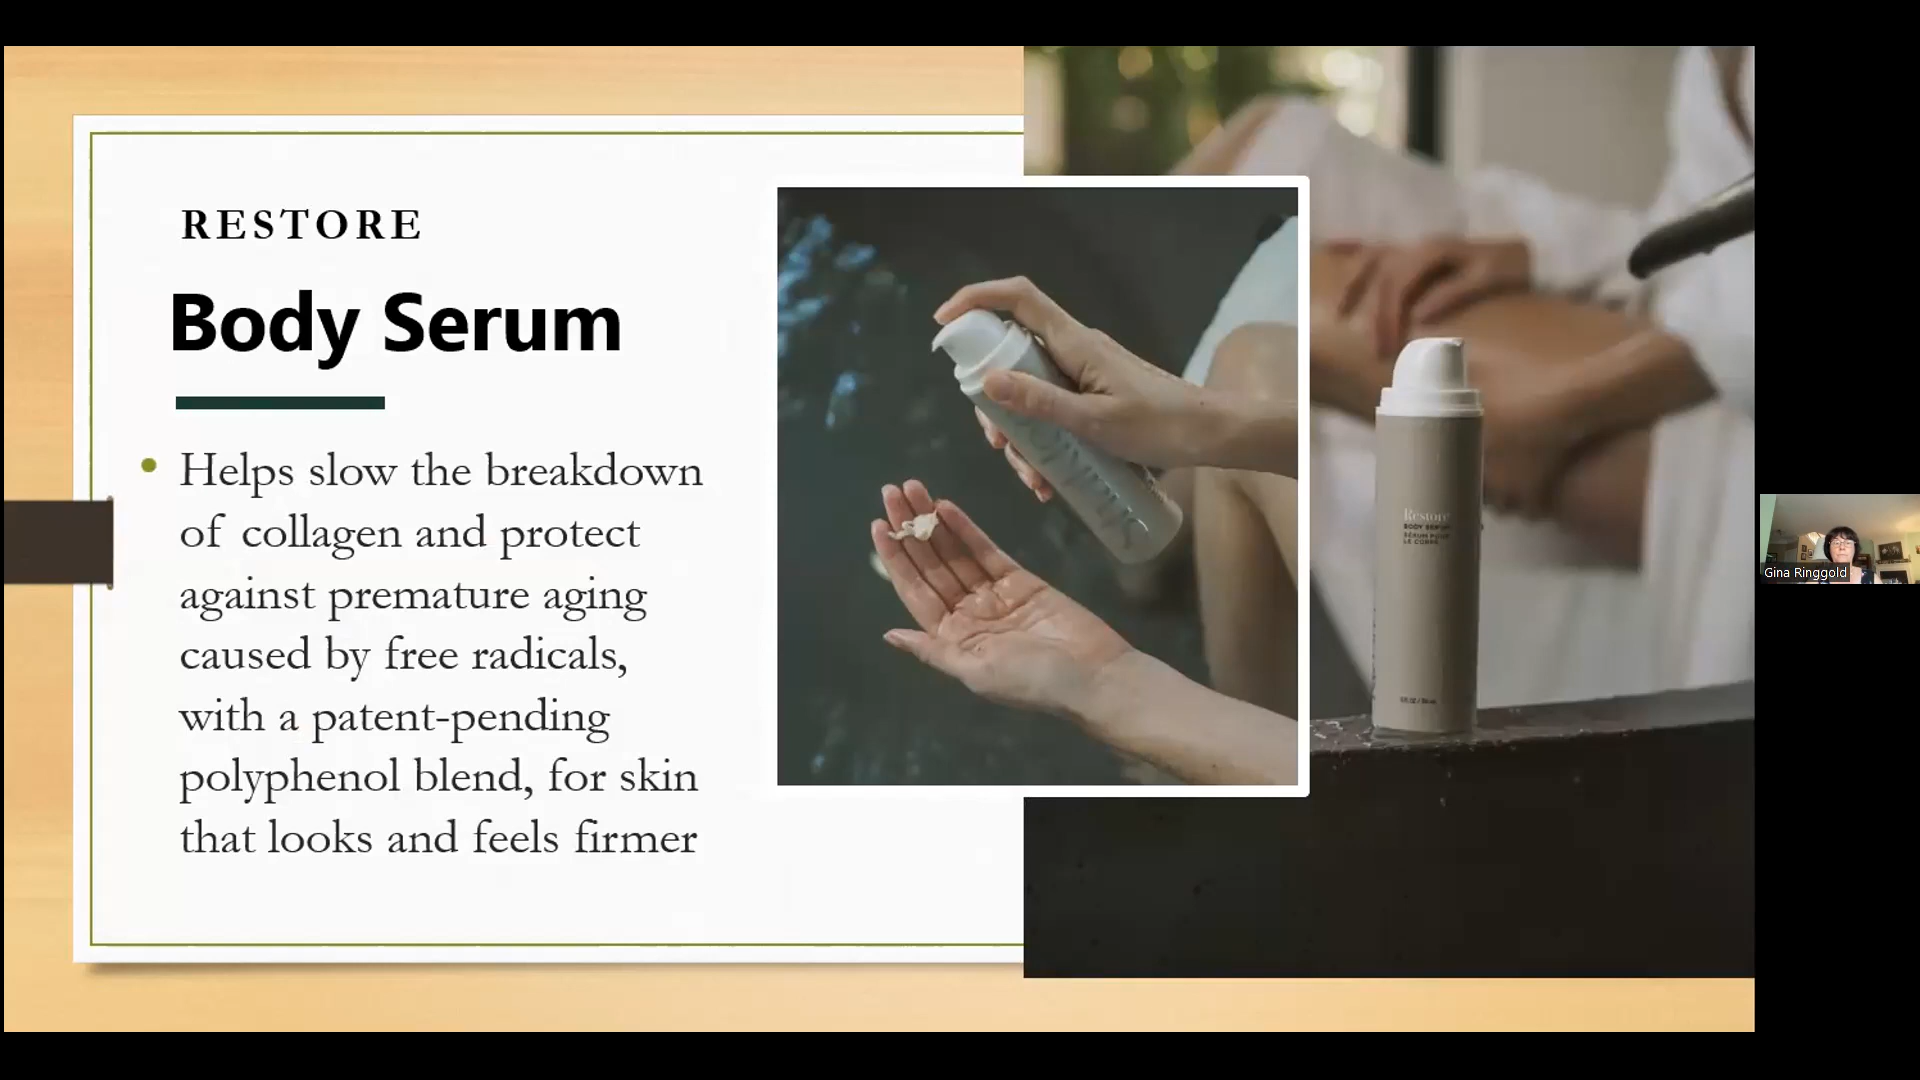 RESTORE
Body Serum
Helps slow the breakdown
of collagen and protect
against premature aging
caused by free radicals,
with a patent-pending
polyphenol blend, for skin
that looks and feels firmer
Restore
BODY SERUM
SÉRUM POUR
LE CORPS
Gina Ringgold